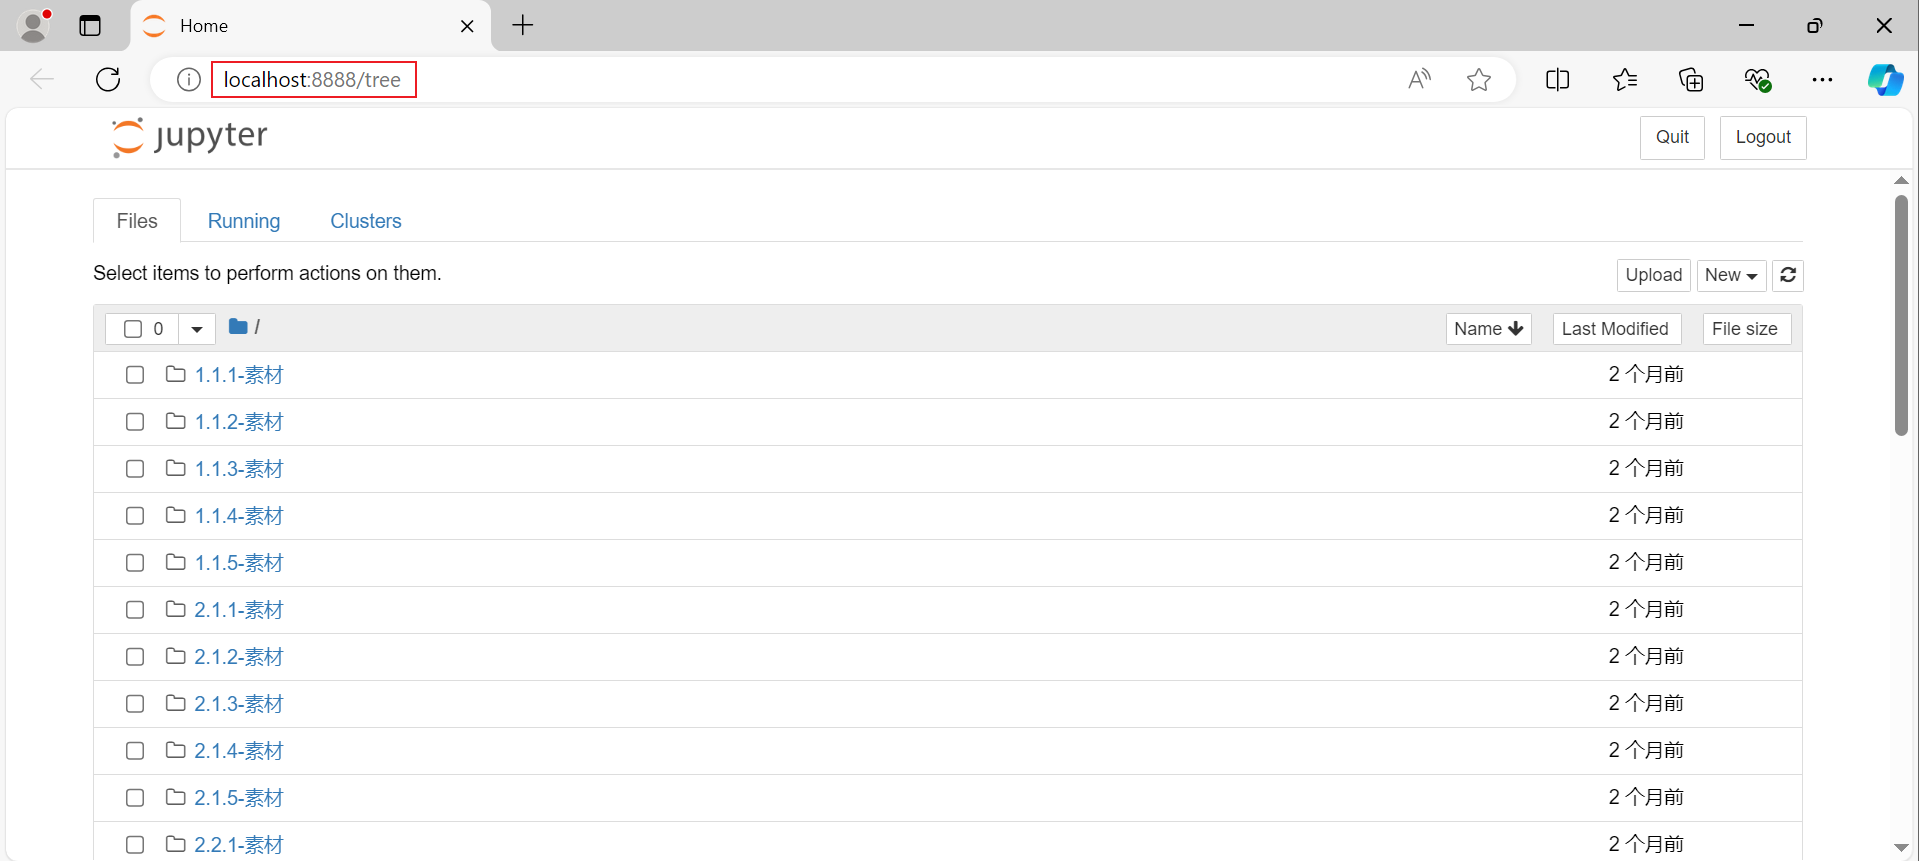 Home
localhost:8888/tree
jupyter
Quit
Logout
Files
Running
Clusters
Select items to perform actions on them.
Upload
New
0
/
Name
Last Modified
File size
1.1.1-素材
2 个月前
1.1.2-素材
2 个月前
1.1.3-素材
2 个月前
1.1.4-素材
2 个月前
1.1.5-素材
2 个月前
2.1.1-素材
2 个月前
2.1.2-素材
2 个月前
2.1.3-素材
2 个月前
2.1.4-素材
2 个月前
2.1.5-素材
2 个月前
2.2.1-素材
2 个月前